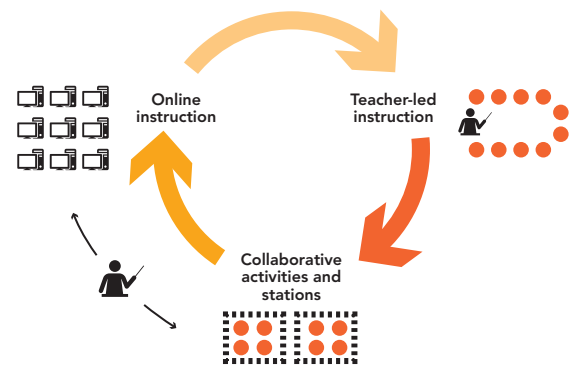 Online
instruction
Teacher-led
instruction
Collaborative
activities and
stations